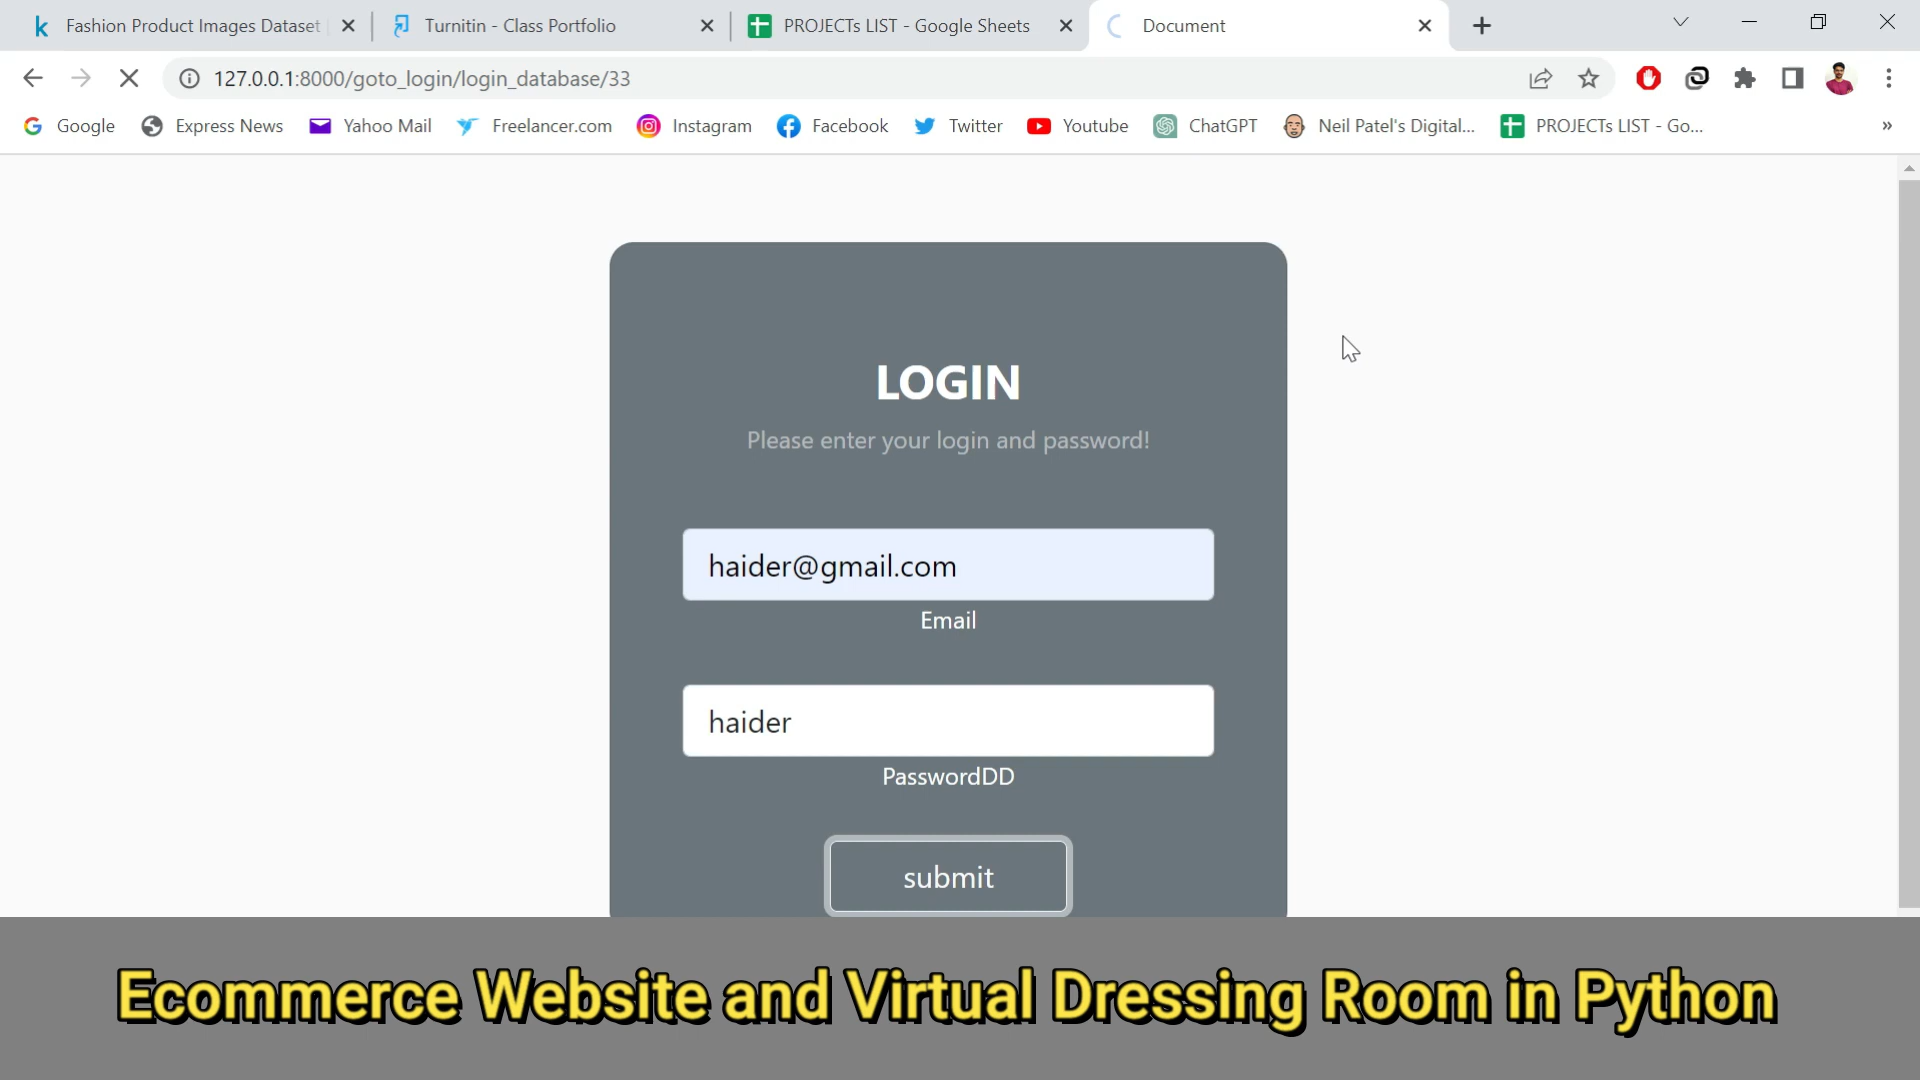 Fashion Product Images Dataset
Turnitin - Class Portfolio
PROJECTs LIST - Google Sheets
Document
127.0.0.1:8000/goto_login/login_database/33
Google
Express News
Yahoo Mail
Freelancer.com
Instagram
Facebook
Twitter
Youtube
ChatGPT
Neil Patel's Digital...
PROJECTs LIST - Go...
»
LOGIN
Please enter your login and password!
haider@gmail.com
Email
haider
PasswordDD
submit
Ecommerce Website and Virtual Dressing Room in Python